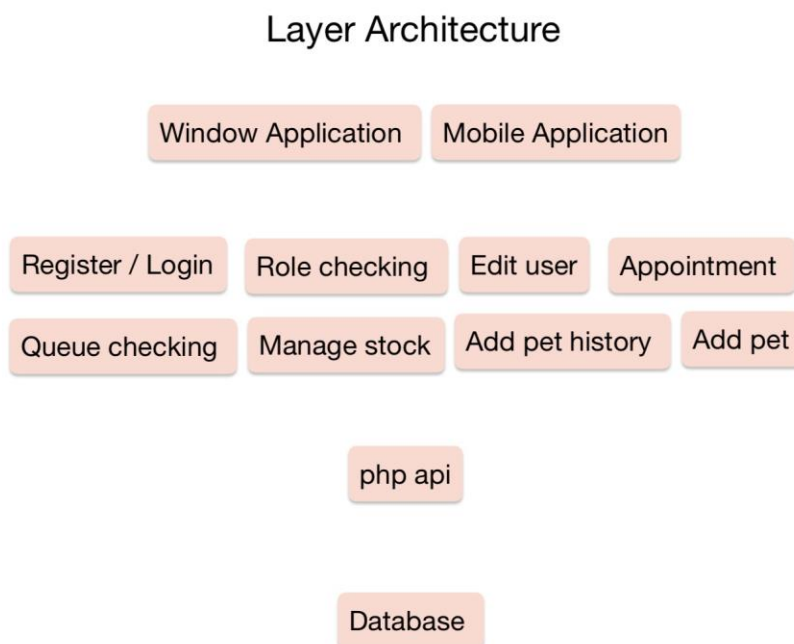 Layer Architecture
Window Application Mobile Application
Register / Login Role checking Edit user Appointment
Queue checking Manage stock Add pet history Add pet
php api
Database